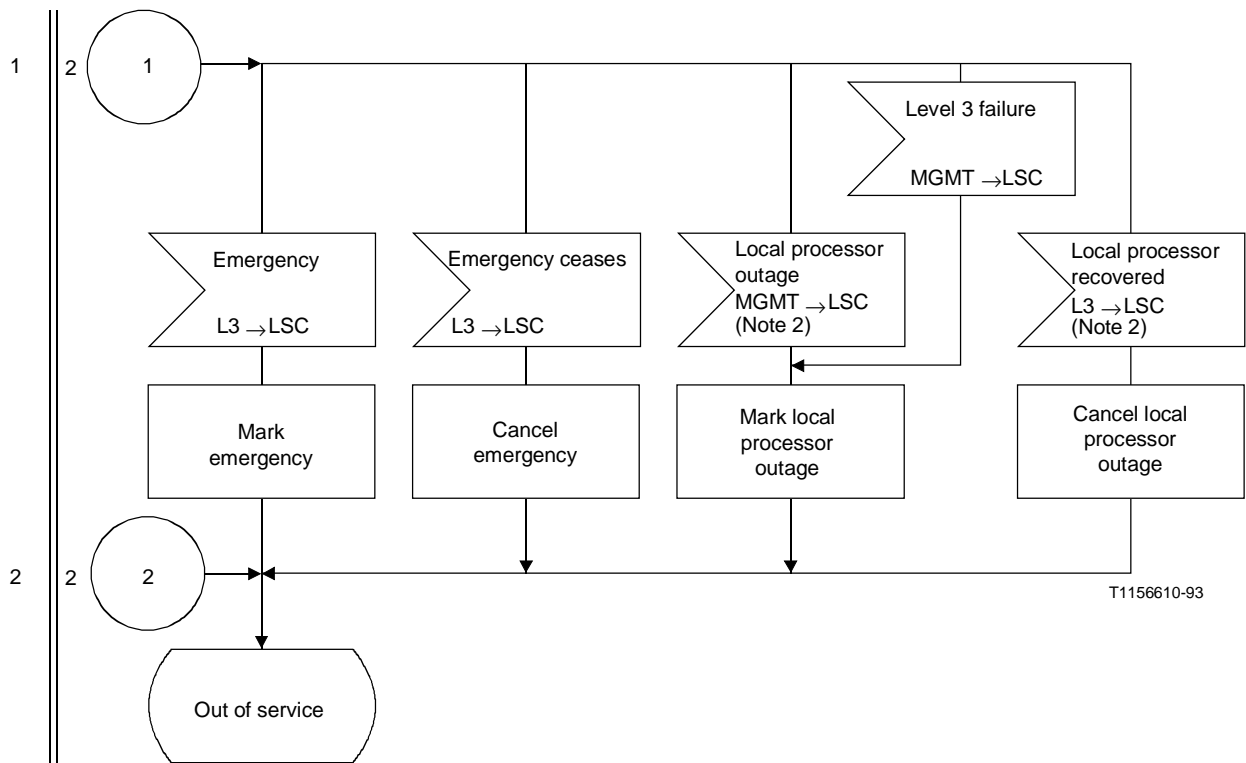 1
2
1
Level 3 failure
MGMT →LSC
Emergency
L3 →LSC
Emergency ceases
L3 →LSC
Local processor
outage
MGMT →LSC
(Note 2)
Local processor
recovered
L3 →LSC
(Note 2)
Mark
emergency
Cancel
emergency
Mark local
processor
outage
Cancel local
processor
outage
2
2
2
T1156610-93
Out of service